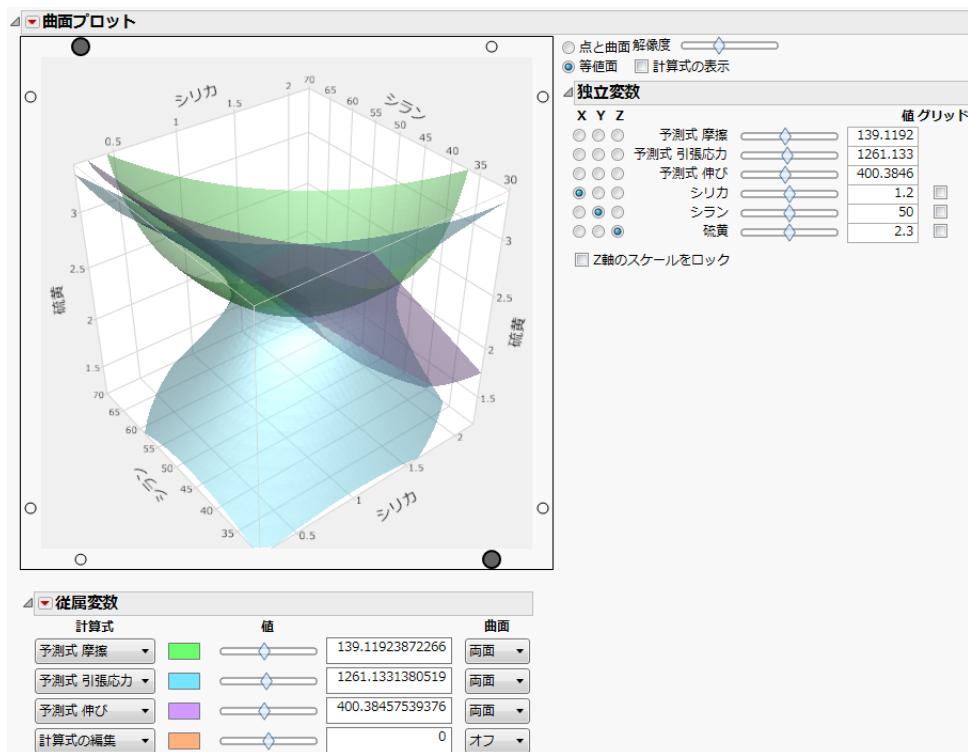 曲面プロット
点と曲面 解像度
等値面 計算式の表示
独立変数
X Y Z 値 グリッド
予測式 摩擦 139.1192
予測式 引張応力 1261.133
予測式 伸び 400.3846
シリカ 1.2
シラン 50
硫黄 2.3
Z軸のスケールをロック
シリカ
0.5 1 1.5 2
シラン
70 65 60 55 50 45 40 35 30
硫黄
3 2.5 2 1.5
硫黄
3 2.5 2 1.5
シラン
70 65 60 55 50 45 40 35
シリカ
0.5 1 1.5 2
従属変数
計算式 値 曲面
予測式 摩擦 139.11923872266 両面
予測式 引張応力 1261.1331380519 両面
予測式 伸び 400.38457539376 両面
計算式の編集 0 オフ